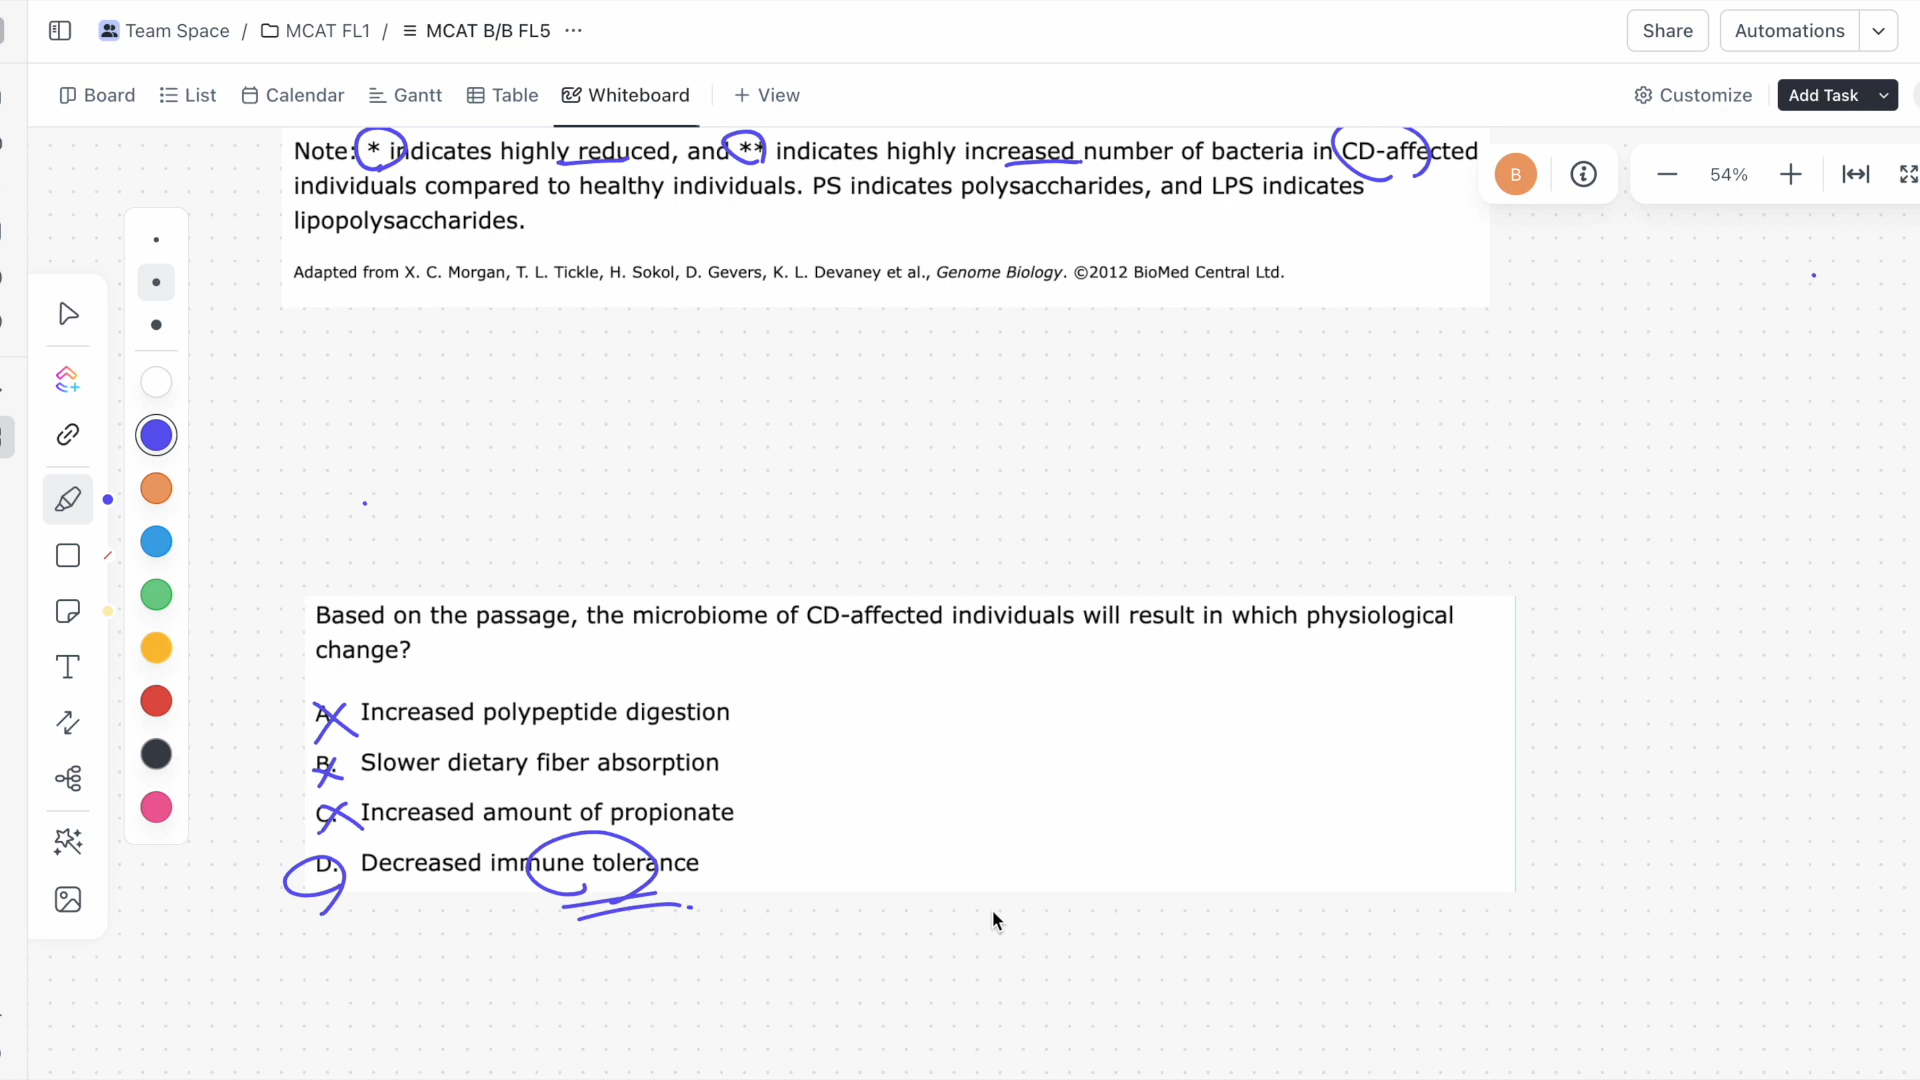 Team Space / MCAT FL1 / MCAT B/B FL5 ...
Share
Automations
Board
List
Calendar
Gantt
Table
Whiteboard
+ View
Customize
Add Task
Note: * indicates highly reduced, and ** indicates highly increased number of bacteria in CD-affected
individuals compared to healthy individuals. PS indicates polysaccharides, and LPS indicates
lipopolysaccharides.
B
54%
Adapted from X. C. Morgan, T. L. Tickle, H. Sokol, D. Gevers, K. L. Devaney et al., Genome Biology. ©2012 BioMed Central Ltd.
Based on the passage, the microbiome of CD-affected individuals will result in which physiological
change?
A. Increased polypeptide digestion
B. Slower dietary fiber absorption
C. Increased amount of propionate
D. Decreased immune tolerance